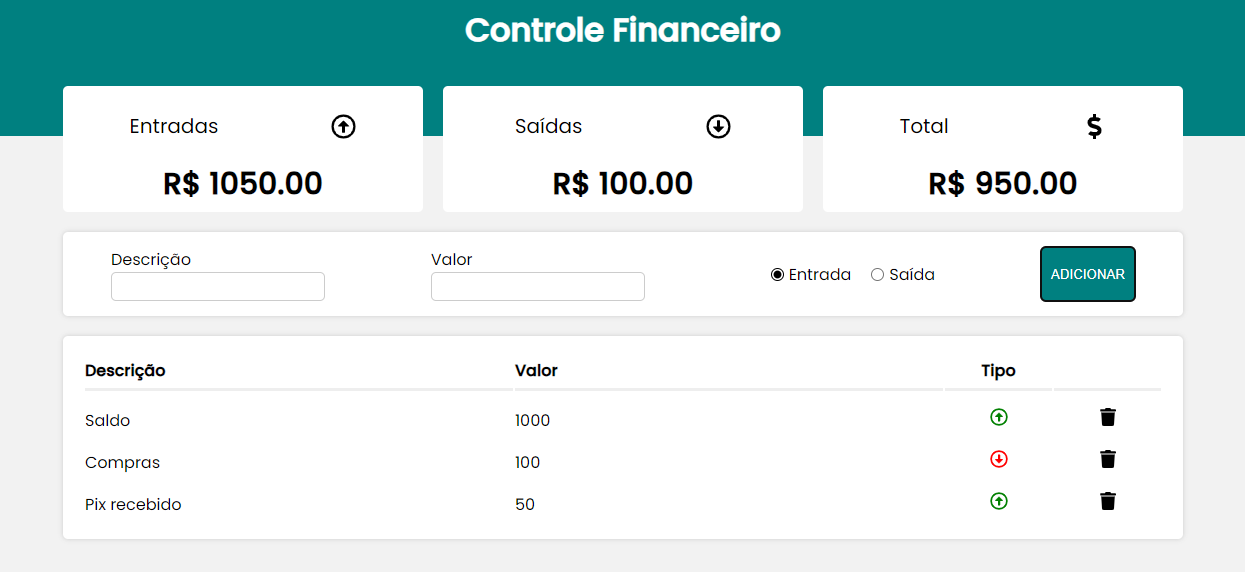 Controle Financeiro
Entradas
Saídas
Total
R$ 1050.00
R$ 100.00
R$ 950.00
Descrição
Valor
Entrada
Saída
ADICIONAR
Descrição Valor Tipo
Saldo 1000
Compras 100
Pix recebido 50